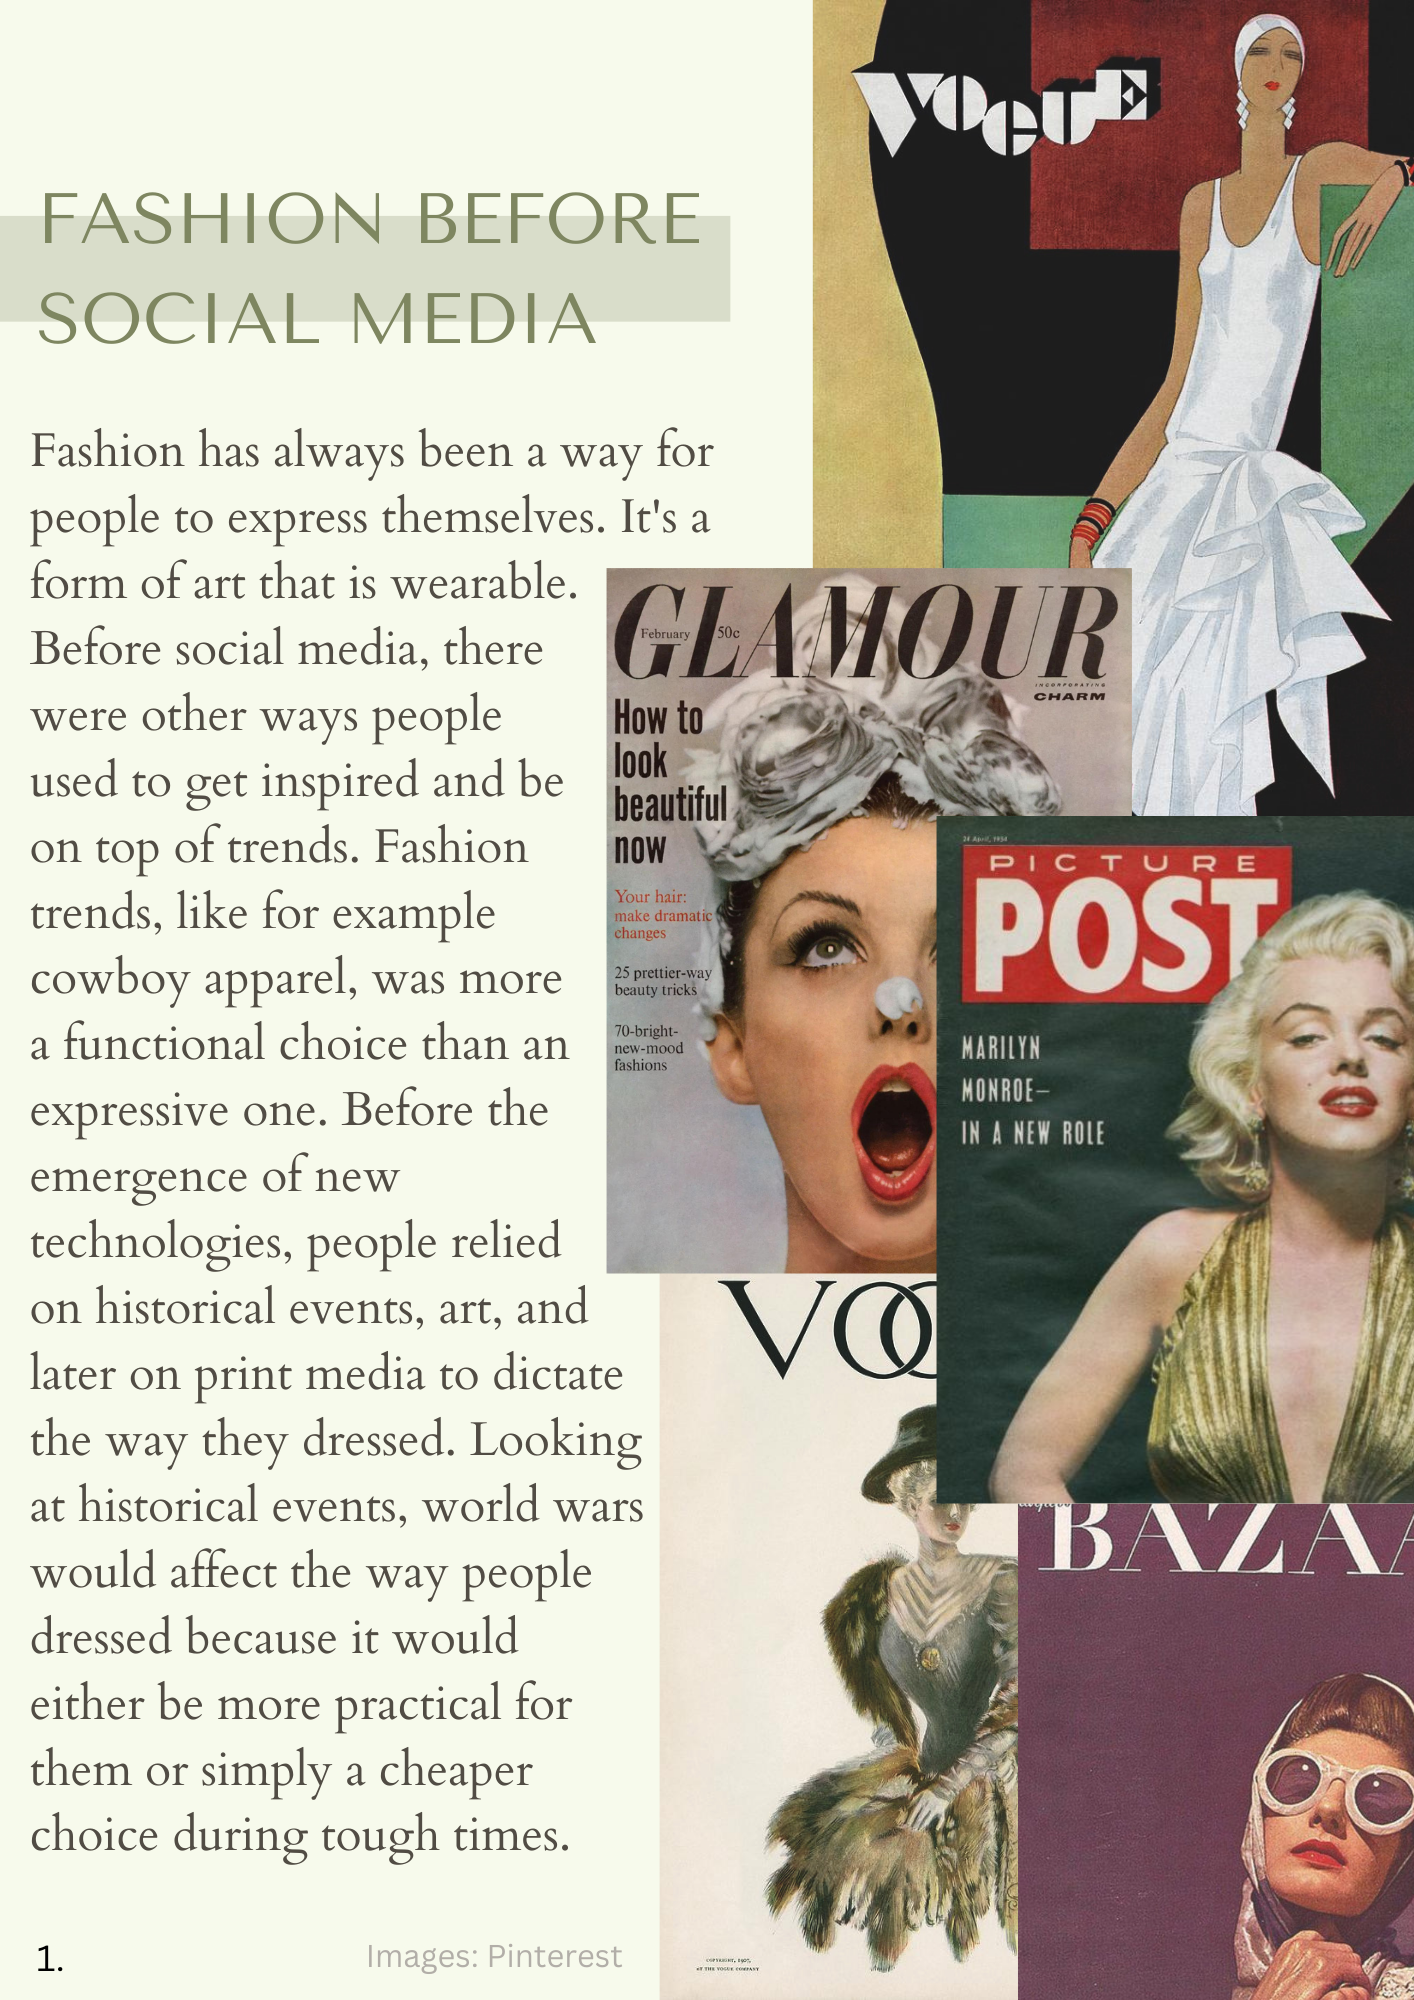 VOGUE
FASHION BEFORE
SOCIAL MEDIA
Fashion has always been a way for
people to express themselves. It's a
form of art that is wearable.
Before social media, there
were other ways people
used to get inspired and be
on top of trends. Fashion
trends, like for example
cowboy apparel, was more
a functional choice than an
expressive one. Before the
emergence of new
technologies, people relied
on historical events, art, and
later on print media to dictate
the way they dressed. Looking
at historical events, world wars
would affect the way people
dressed because it would
either be more practical for
them or simply a cheaper
choice during tough times.
1.
Images: Pinterest
GLAMOUR
February 50c
INCORPORATING
CHARM
How to
look
beautiful
now
Your hair:
make dramatic
changes
25 prettier-way
beauty tricks
70-bright-
new-mood
fashions
24 April, 1954
PICTURE
POST
MARILYN
MONROE–
IN A NEW ROLE
VOG
COPYRIGHT, 1907,
BY THE VOGUE COMPANY
BAZAA